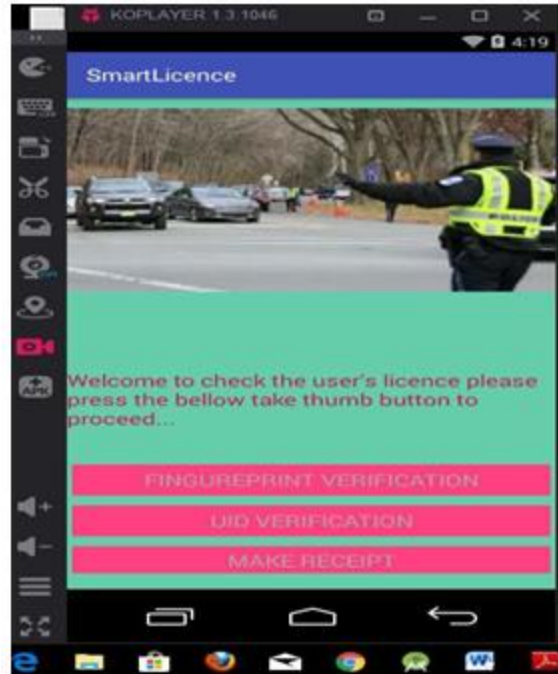 KOPLAYER 1.3.1046
4:19
SmartLicence
Welcome to check the user's licence please
press the bellow take thumb button to
proceed...
FINGUREPRINT VERIFICATION
UID VERIFICATION
MAKE RECEIPT
APK
W